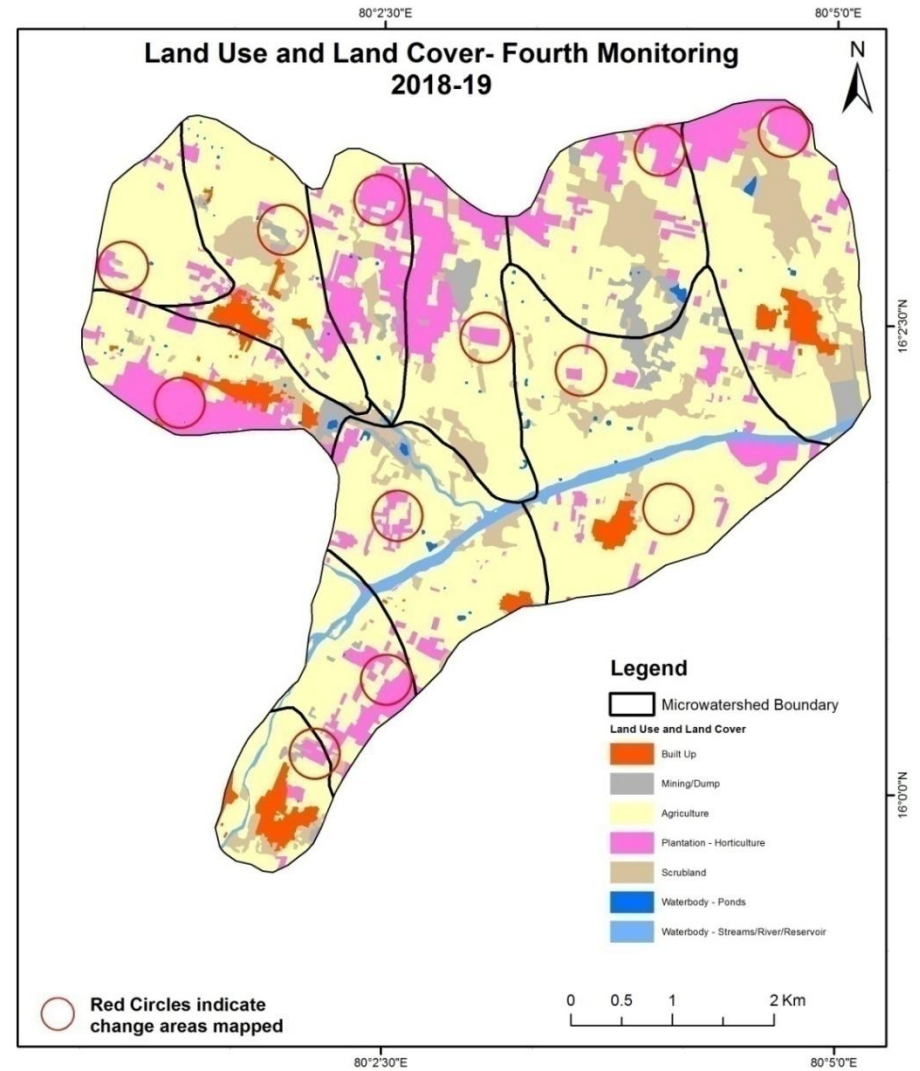 80°2'30"E
80°5'0"E
Land Use and Land Cover- Fourth Monitoring
2018-19
N
16°2'30"N
Legend
Microwatershed Boundary
Land Use and Land Cover
Built Up
Mining/Dump
Agriculture
Plantation - Horticulture
Scrubland
Waterbody - Ponds
Waterbody - Streams/River/Reservoir
16°0'0"N
Red Circles indicate
change areas mapped
0 0.5 1 2 Km
80°2'30"E
80°5'0"E